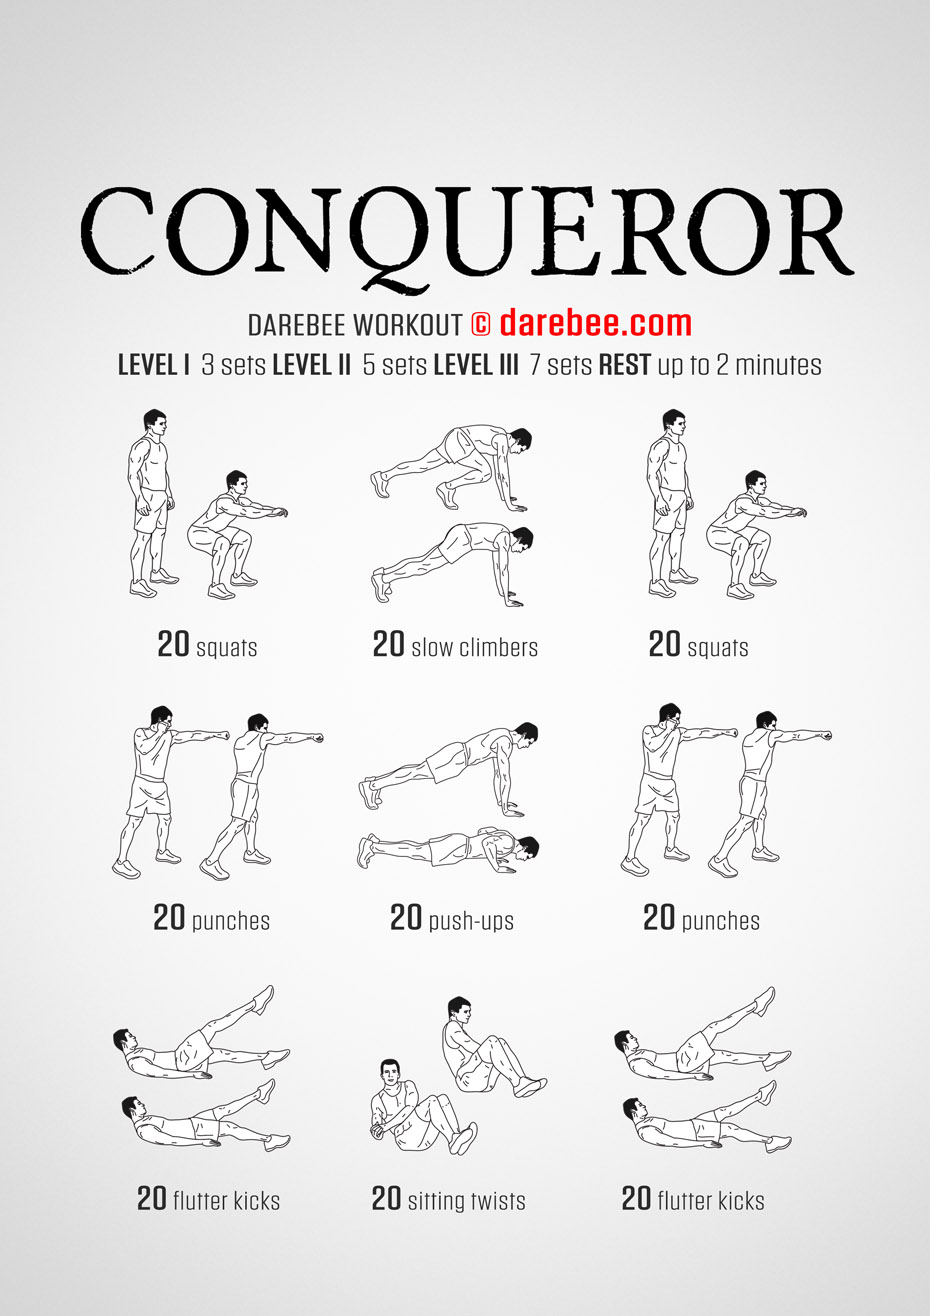 CONQUEROR
DAREBEE WORKOUT © darebee.com
LEVEL I 3 sets LEVEL II 5 sets LEVEL III 7 sets REST up to 2 minutes
20 squats
20 slow climbers
20 squats
20 punches
20 push-ups
20 punches
20 flutter kicks
20 sitting twists
20 flutter kicks